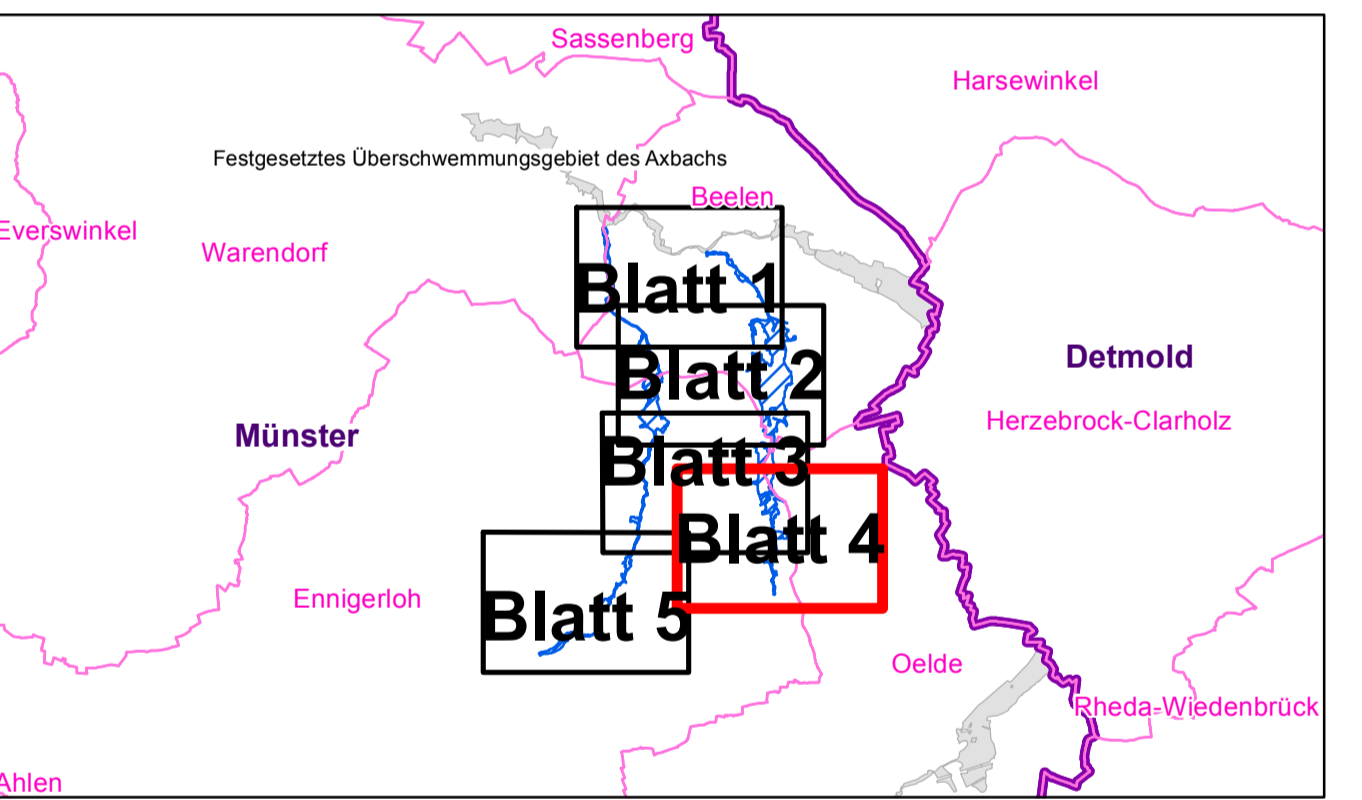 Sassenberg
Harsewinkel
Festgesetztes Überschwemmungsgebiet des Axbachs
Beelen
Everswinkel
Warendorf
Blatt 1
Detmold
Blatt 2
Herzebrock-Clarholz
Münster
Blatt 3
Blatt 4
Ennigerloh
Blatt 5
Oelde
Rheda-Wiedenbrück
Ahlen